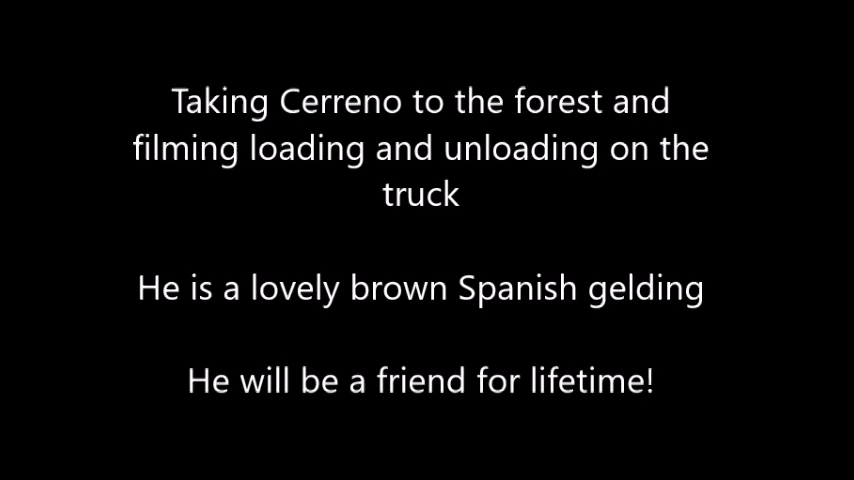 Taking Cerreno to the forest and
filming loading and unloading on the
truck
He is a lovely brown Spanish gelding
He will be a friend for lifetime!